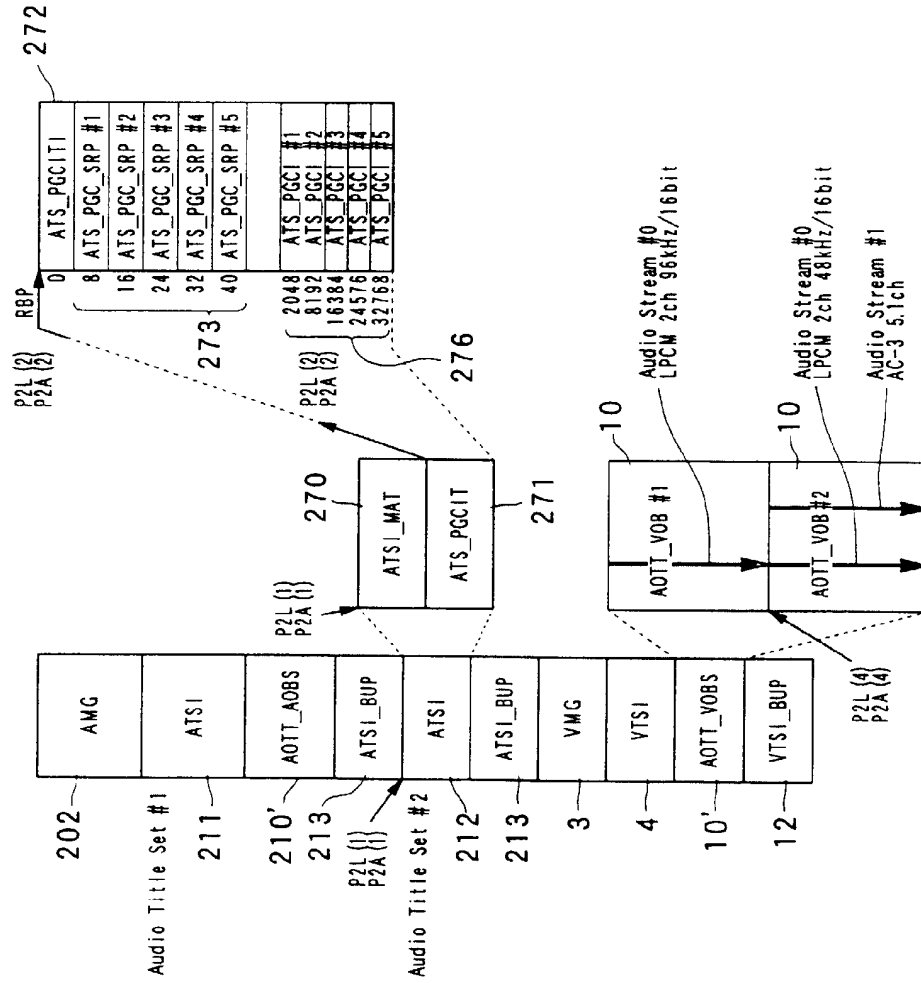 202
AMG
Audio Title Set #1
211
ATSI
210'
AOTT_AOBS
213
ATSI_BUP
P2L (1)
P2A (1)
Audio Title Set #2
212
ATSI
213
ATSI_BUP
3
VMG
4
VTSI
10'
AOTT_VOBS
12
VTSI_BUP
P2L (1)
P2A (1)
270
ATSI_MAT
ATS_PGCIT
271
P2L (2)
P2A (2)
RBP
272
0 ATS_PGCITI
8 ATS_PGC_SRP #1
16 ATS_PGC_SRP #2
24 ATS_PGC_SRP #3
32 ATS_PGC_SRP #4
40 ATS_PGC_SRP #5
273
P2L (2)
P2A (2)
2048 ATS_PGCI #1
8192 ATS_PGCI #2
16384 ATS_PGCI #3
24576 ATS_PGCI #4
32768 ATS_PGCI #5
276
10
AOTT_VOB #1
Audio Stream #0
LPCM 2ch 96kHz/16bit
10
AOTT_VOB #2
Audio Stream #0
LPCM 2ch 48kHz/16bit
Audio Stream #1
AC-3 5.1ch
P2L (4)
P2A (4)